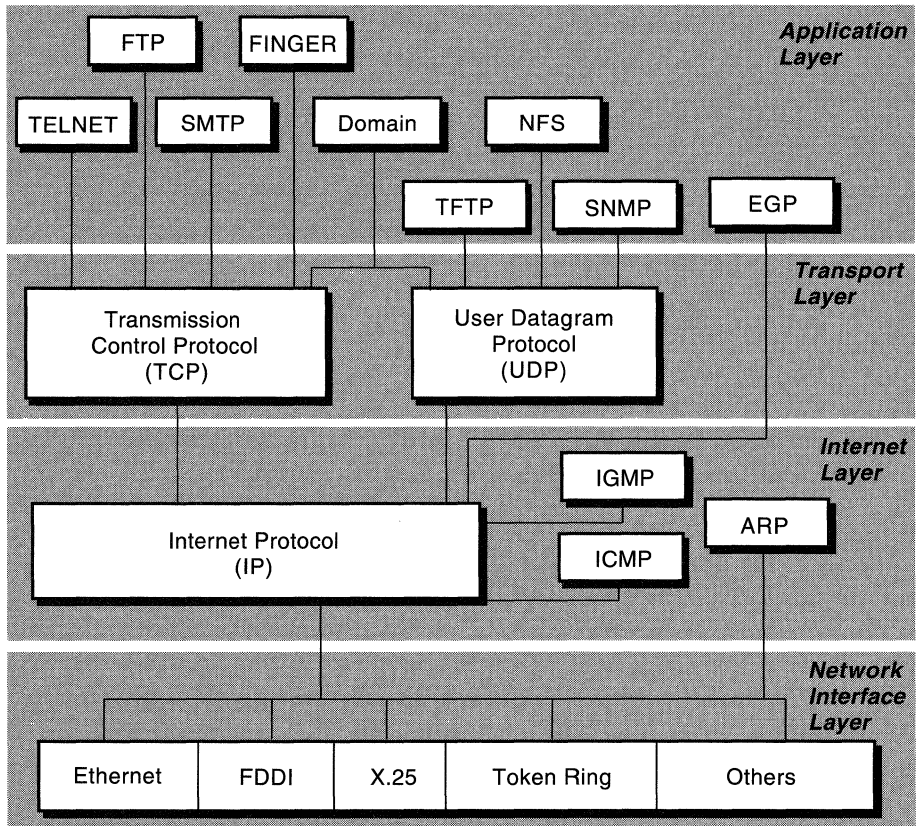 Application
Layer
FTP
FINGER
TELNET
SMTP
Domain
NFS
TFTP
SNMP
EGP
Transport
Layer
Transmission
Control Protocol
(TCP)
User Datagram
Protocol
(UDP)
Internet
Layer
IGMP
ARP
Internet Protocol
(IP)
ICMP
Network
Interface
Layer
Ethernet
FDDI
X.25
Token Ring
Others